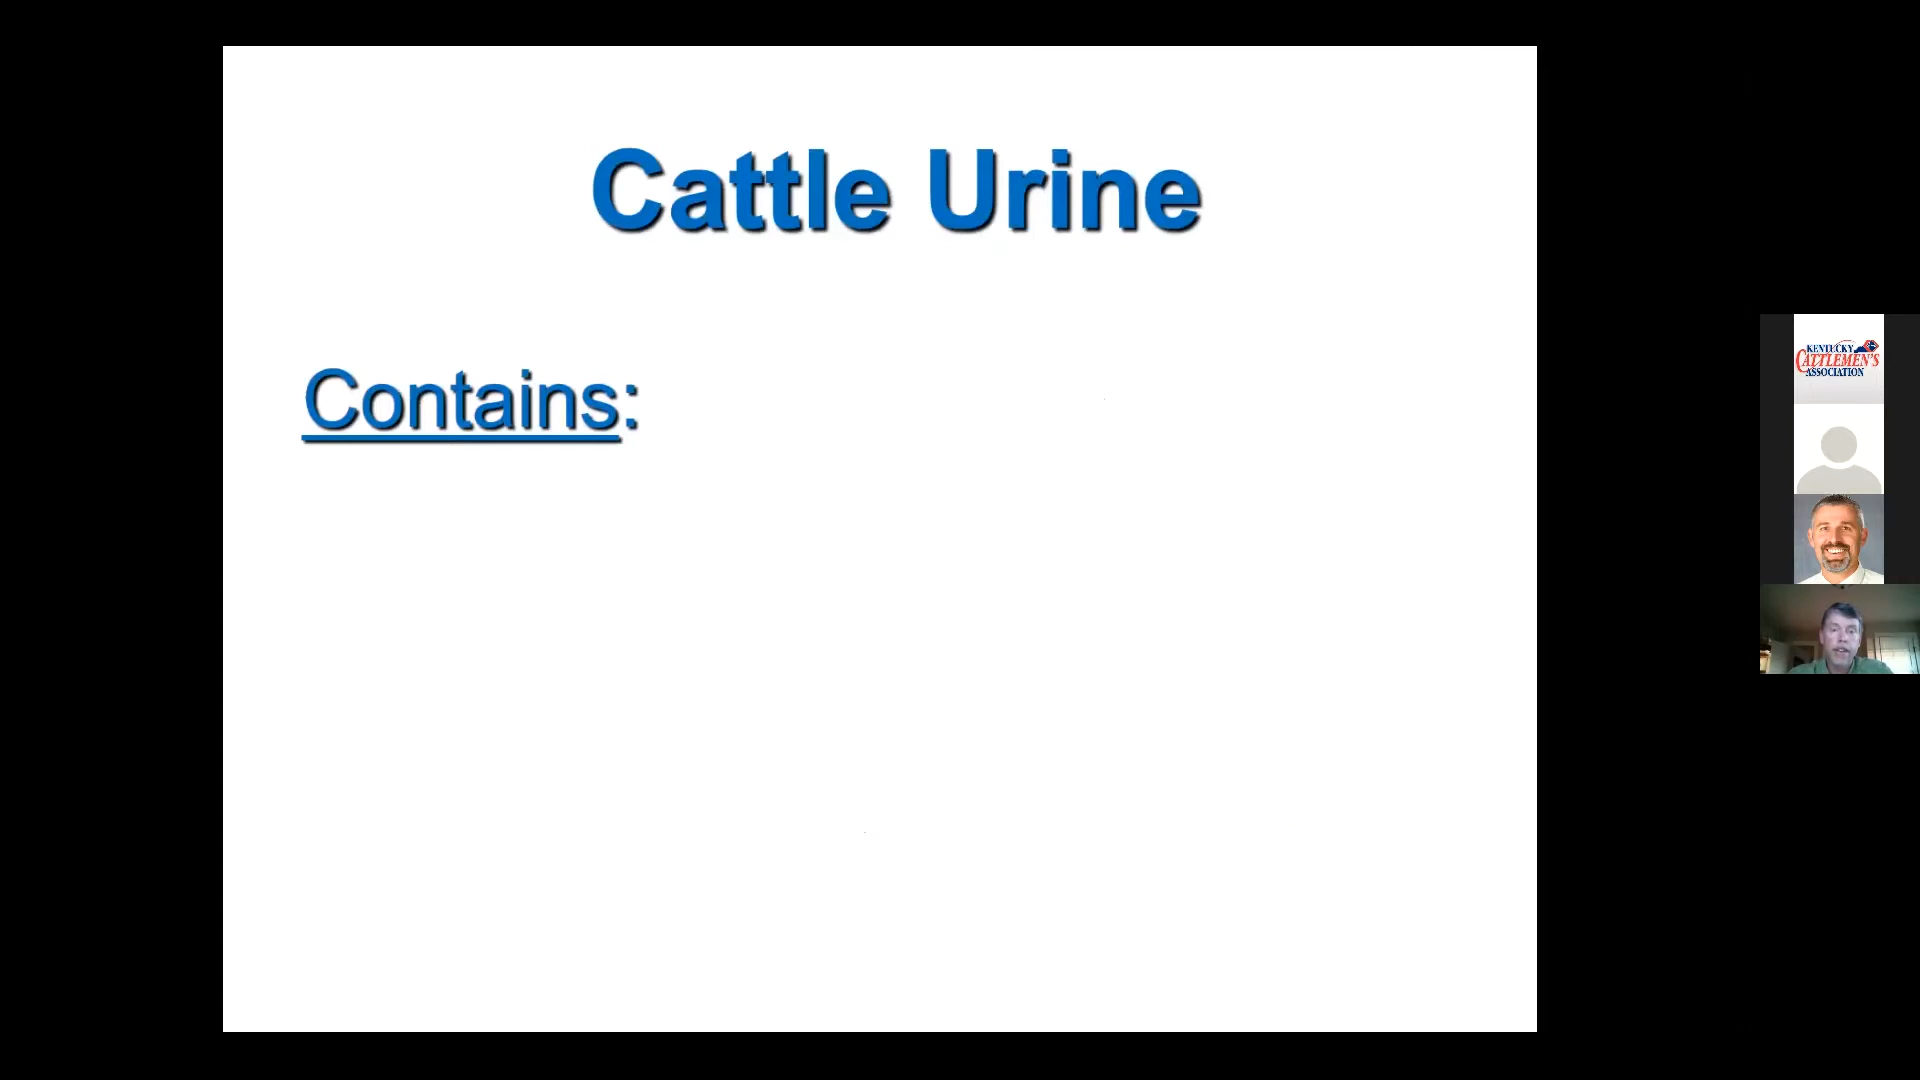 Cattle Urine
Contains:
KENTUCKY
CATTLEMEN'S
ASSOCIATION